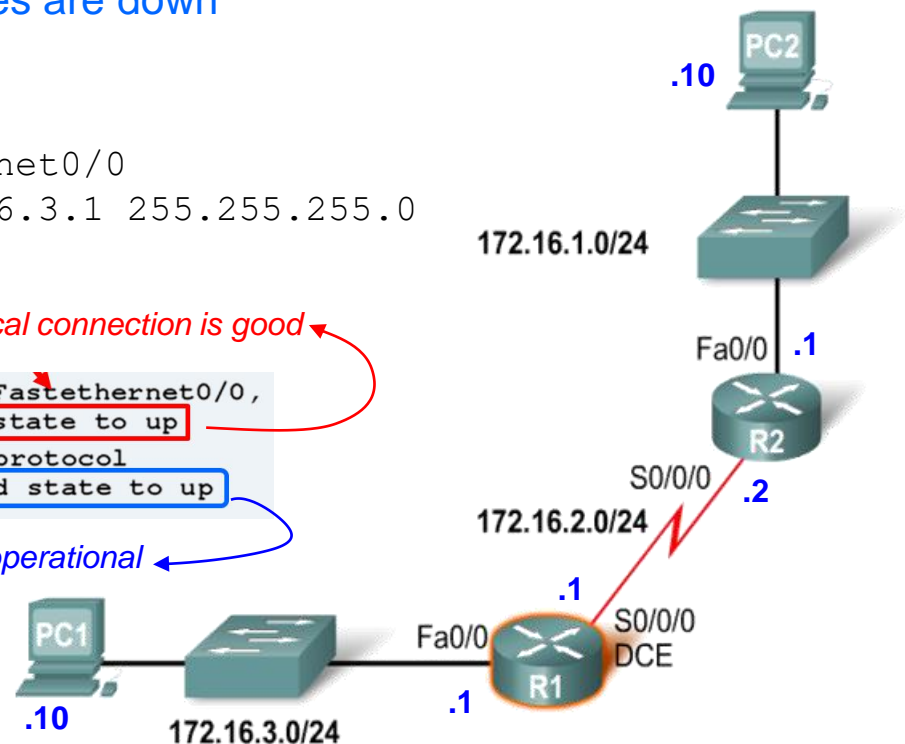 es are down
net0/0
6.3.1 255.255.255.0
cal connection is good
Fastethernet0/0,
state to up
protocol
d state to up
operational
PC2
.10
172.16.1.0/24
Fa0/0 .1
R2
S0/0/0 .2
172.16.2.0/24
.1
S0/0/0
DCE
Fa0/0
R1
.1
PC1
.10
172.16.3.0/24